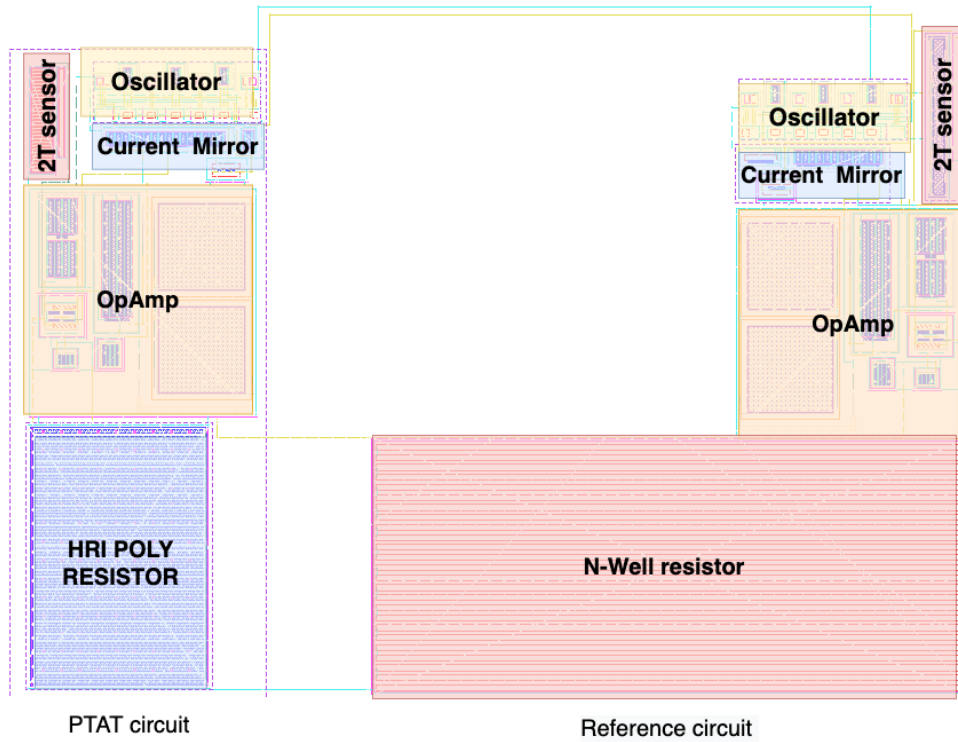 2T sensor
Oscillator
Current Mirror
OpAmp
HRI POLY
RESISTOR
PTAT circuit
Oscillator
2T sensor
Current Mirror
OpAmp
N-Well resistor
Reference circuit